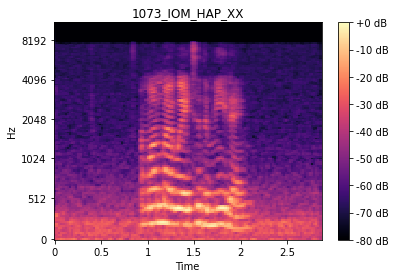 1073_IOM_HAP_XX
+0 dB
8192
-10 dB
4096
-20 dB
-30 dB
2048
-40 dB
Hz
1024
-50 dB
-60 dB
512
-70 dB
0
-80 dB
0 0.5 1 1.5 2 2.5
Time